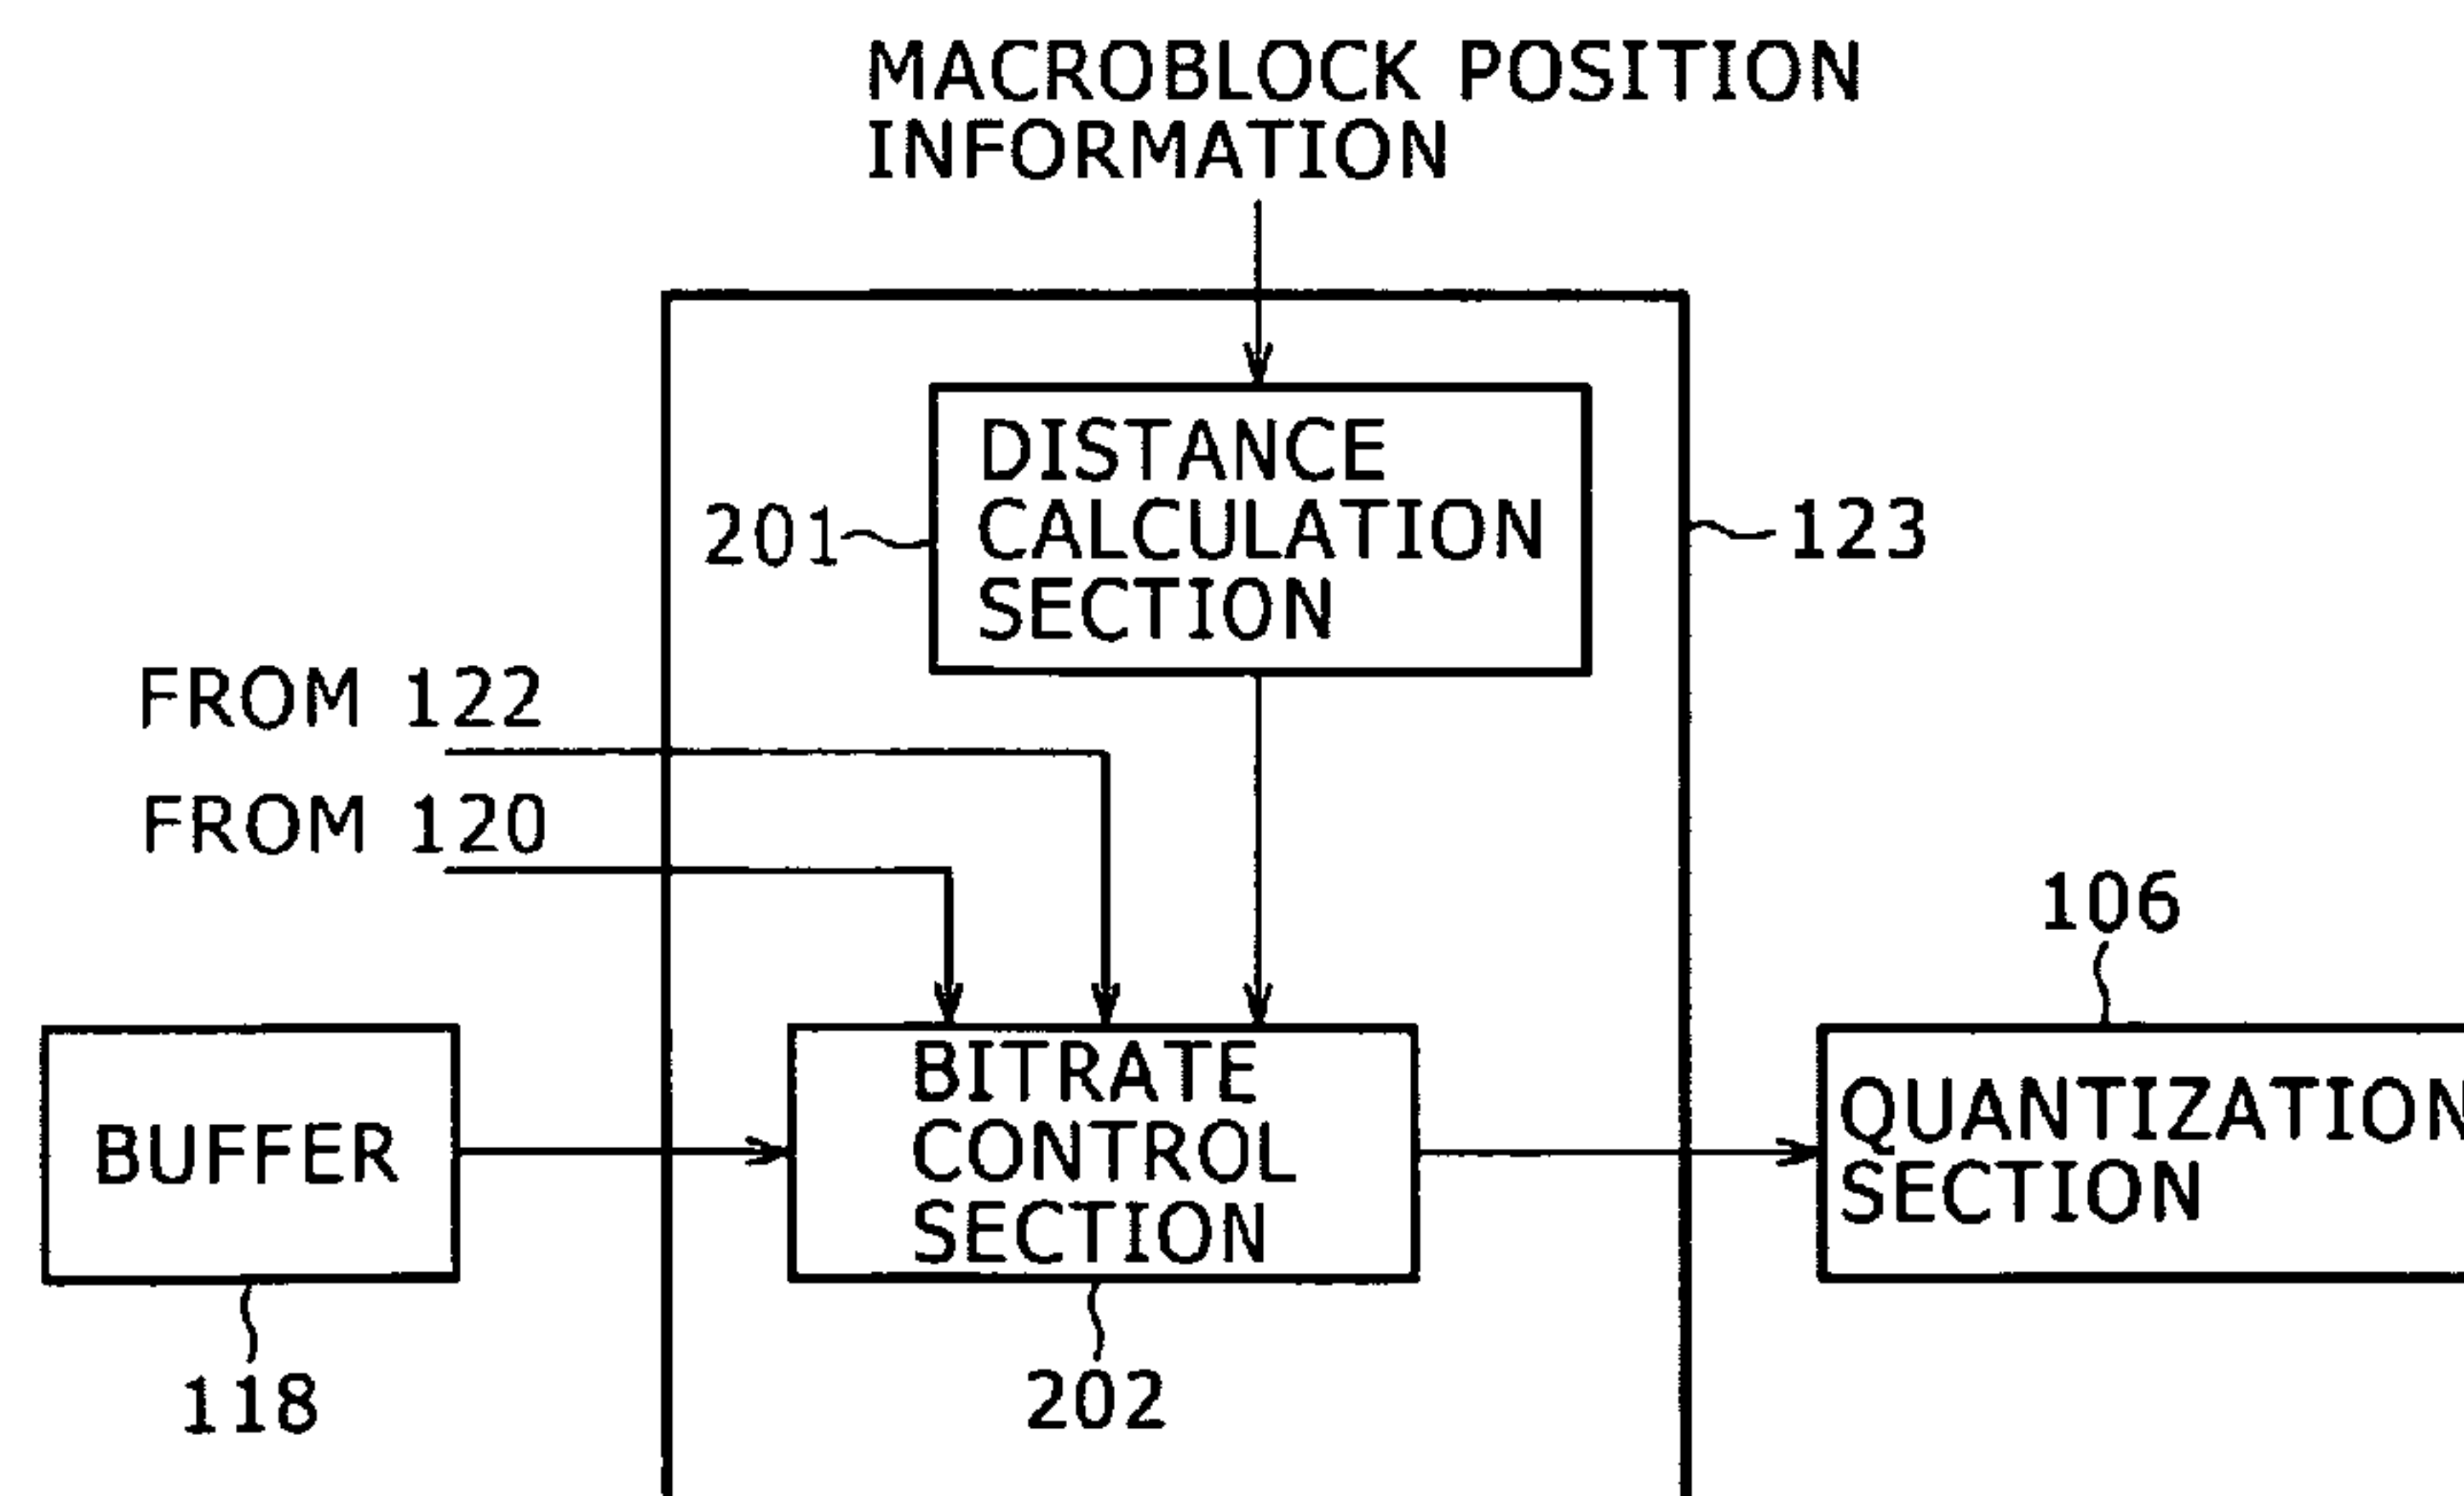 MACROBLOCK POSITION
INFORMATION
DISTANCE
CALCULATION
SECTION
201
123
FROM 122
FROM 120
106
BUFFER
BITRATE
CONTROL
SECTION
QUANTIZATION
SECTION
118
202